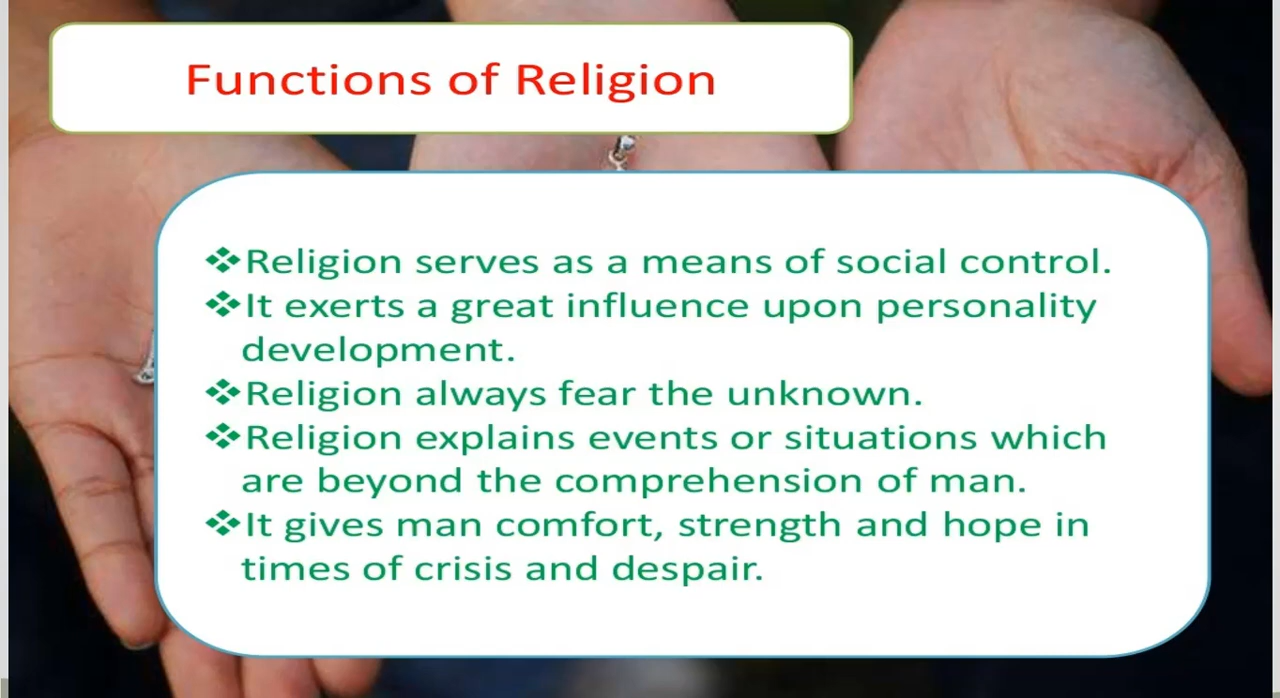 Functions of Religion
❖Religion serves as a means of social control.
❖It exerts a great influence upon personality
development.
❖Religion always fear the unknown.
❖Religion explains events or situations which
are beyond the comprehension of man.
❖It gives man comfort, strength and hope in
times of crisis and despair.